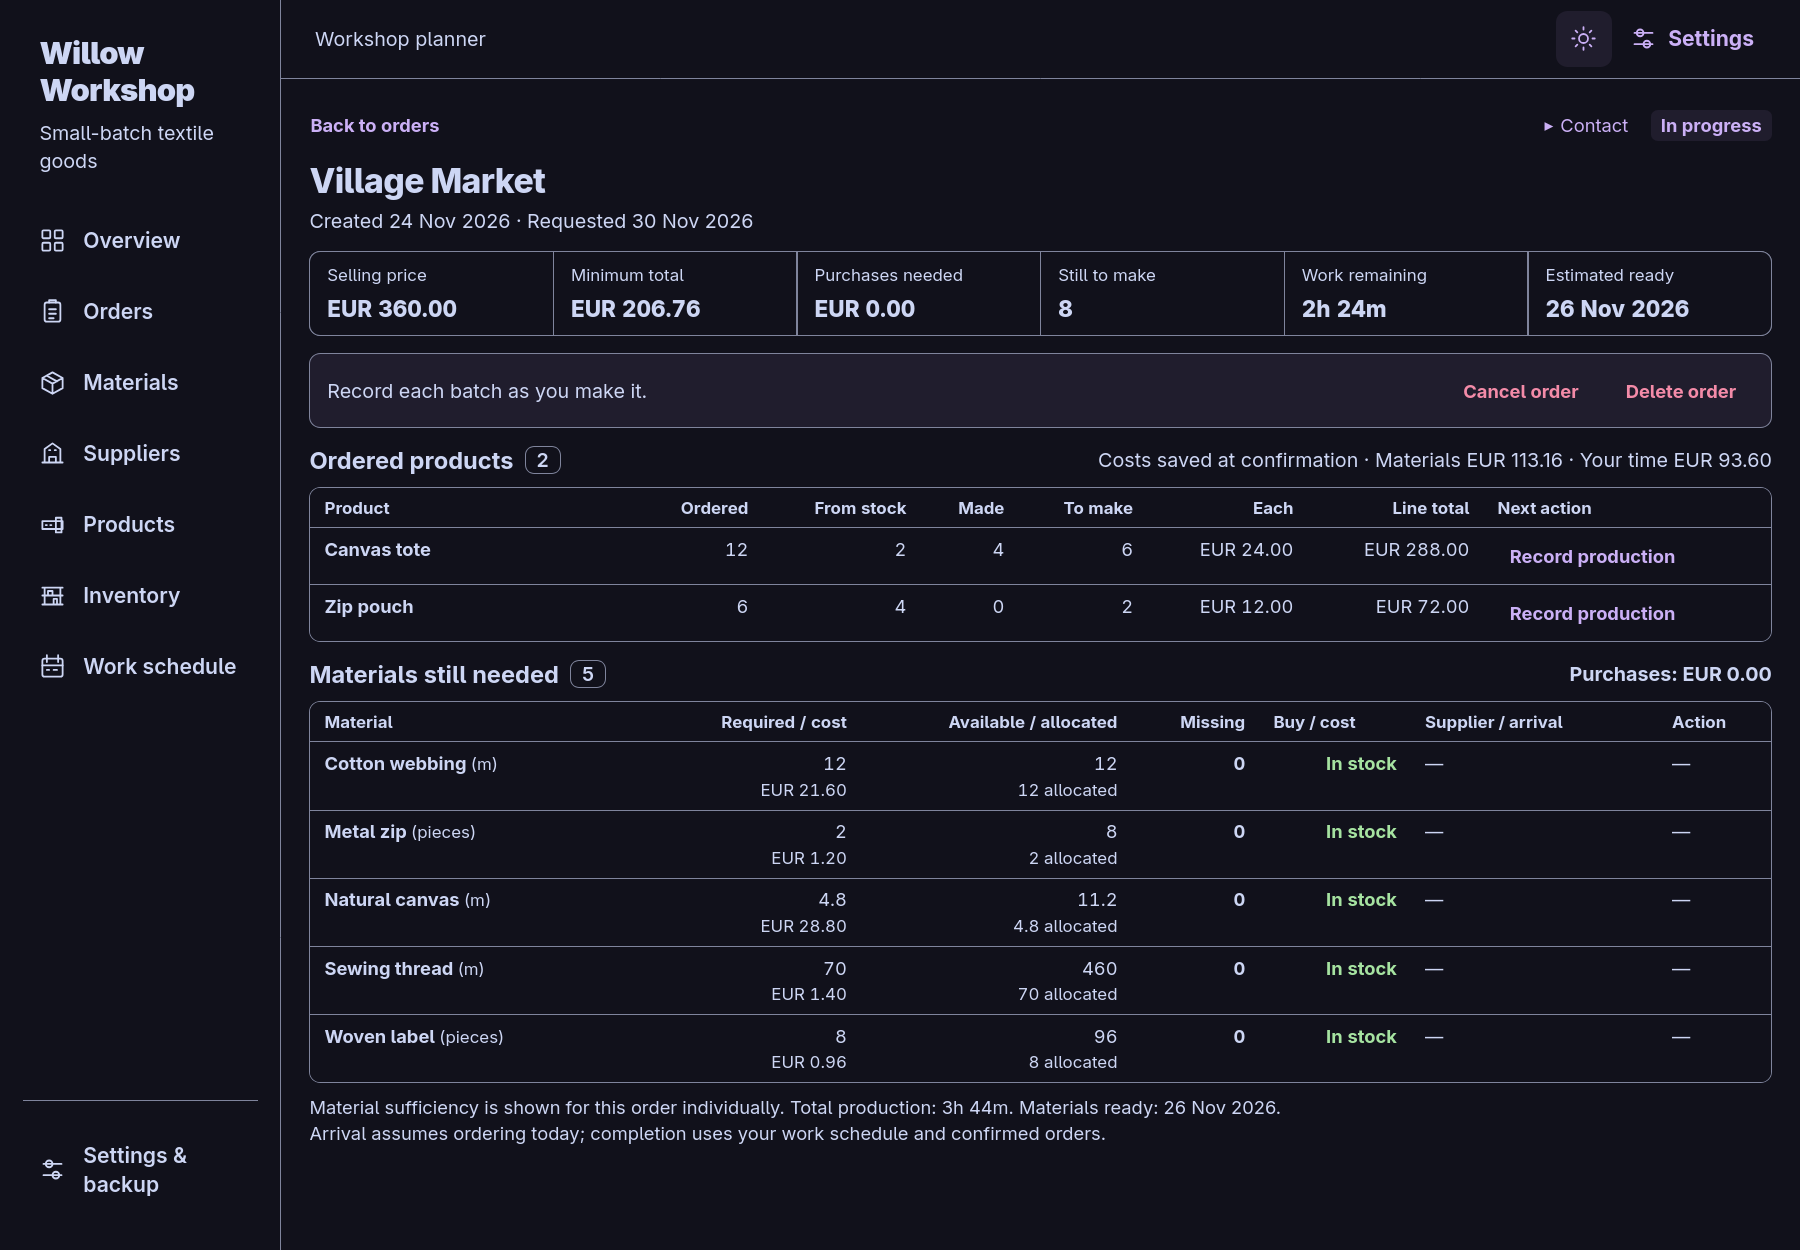 Willow
Workshop
Small-batch textile
goods
Overview
Orders
Materials
Suppliers
Products
Inventory
Work schedule
Settings &
backup
Workshop planner
Settings
Back to orders
Contact
In progress
Village Market
Created 24 Nov 2026 · Requested 30 Nov 2026
Selling price
EUR 360.00
Minimum total
EUR 206.76
Purchases needed
EUR 0.00
Still to make
8
Work remaining
2h 24m
Estimated ready
26 Nov 2026
Record each batch as you make it.
Cancel order
Delete order
Ordered products 2
Costs saved at confirmation · Materials EUR 113.16 · Your time EUR 93.60
Product Ordered From stock Made To make Each Line total Next action
Canvas tote 12 2 4 6 EUR 24.00 EUR 288.00 Record production
Zip pouch 6 4 0 2 EUR 12.00 EUR 72.00 Record production
Materials still needed 5
Purchases: EUR 0.00
Material Required / cost Available / allocated Missing Buy / cost Supplier / arrival Action
Cotton webbing (m) 12 12 0 In stock — —
EUR 21.60 12 allocated
Metal zip (pieces) 2 8 0 In stock — —
EUR 1.20 2 allocated
Natural canvas (m) 4.8 11.2 0 In stock — —
EUR 28.80 4.8 allocated
Sewing thread (m) 70 460 0 In stock — —
EUR 1.40 70 allocated
Woven label (pieces) 8 96 0 In stock — —
EUR 0.96 8 allocated
Material sufficiency is shown for this order individually. Total production: 3h 44m. Materials ready: 26 Nov 2026.
Arrival assumes ordering today; completion uses your work schedule and confirmed orders.